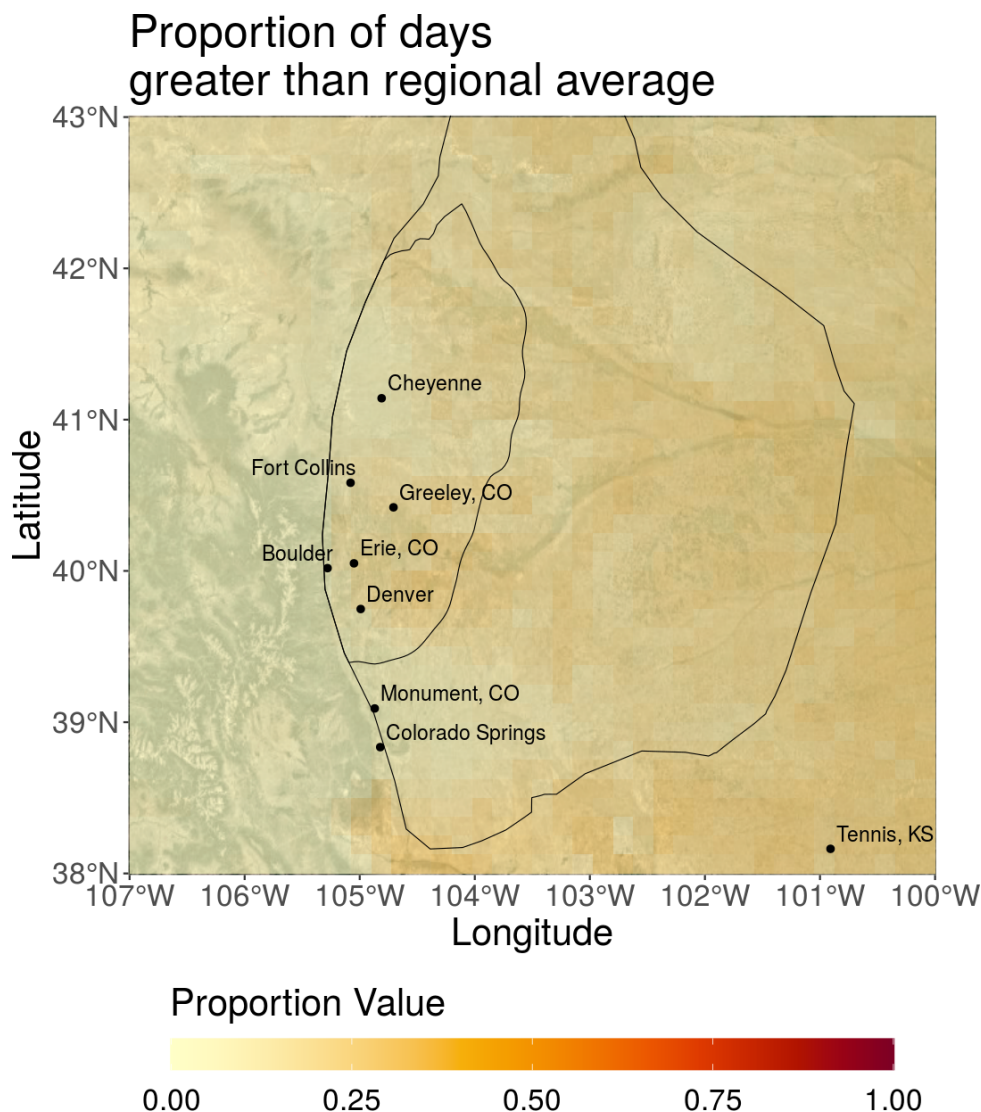 Proportion of days
greater than regional average
43°N
42°N
41°N
40°N
39°N
38°N
Latitude
Cheyenne
Fort Collins
Greeley, CO
Boulder
Erie, CO
Denver
Monument, CO
Colorado Springs
Tennis, KS
107°W 106°W 105°W 104°W 103°W 102°W 101°W 100°W
Longitude
Proportion Value
0.00 0.25 0.50 0.75 1.00